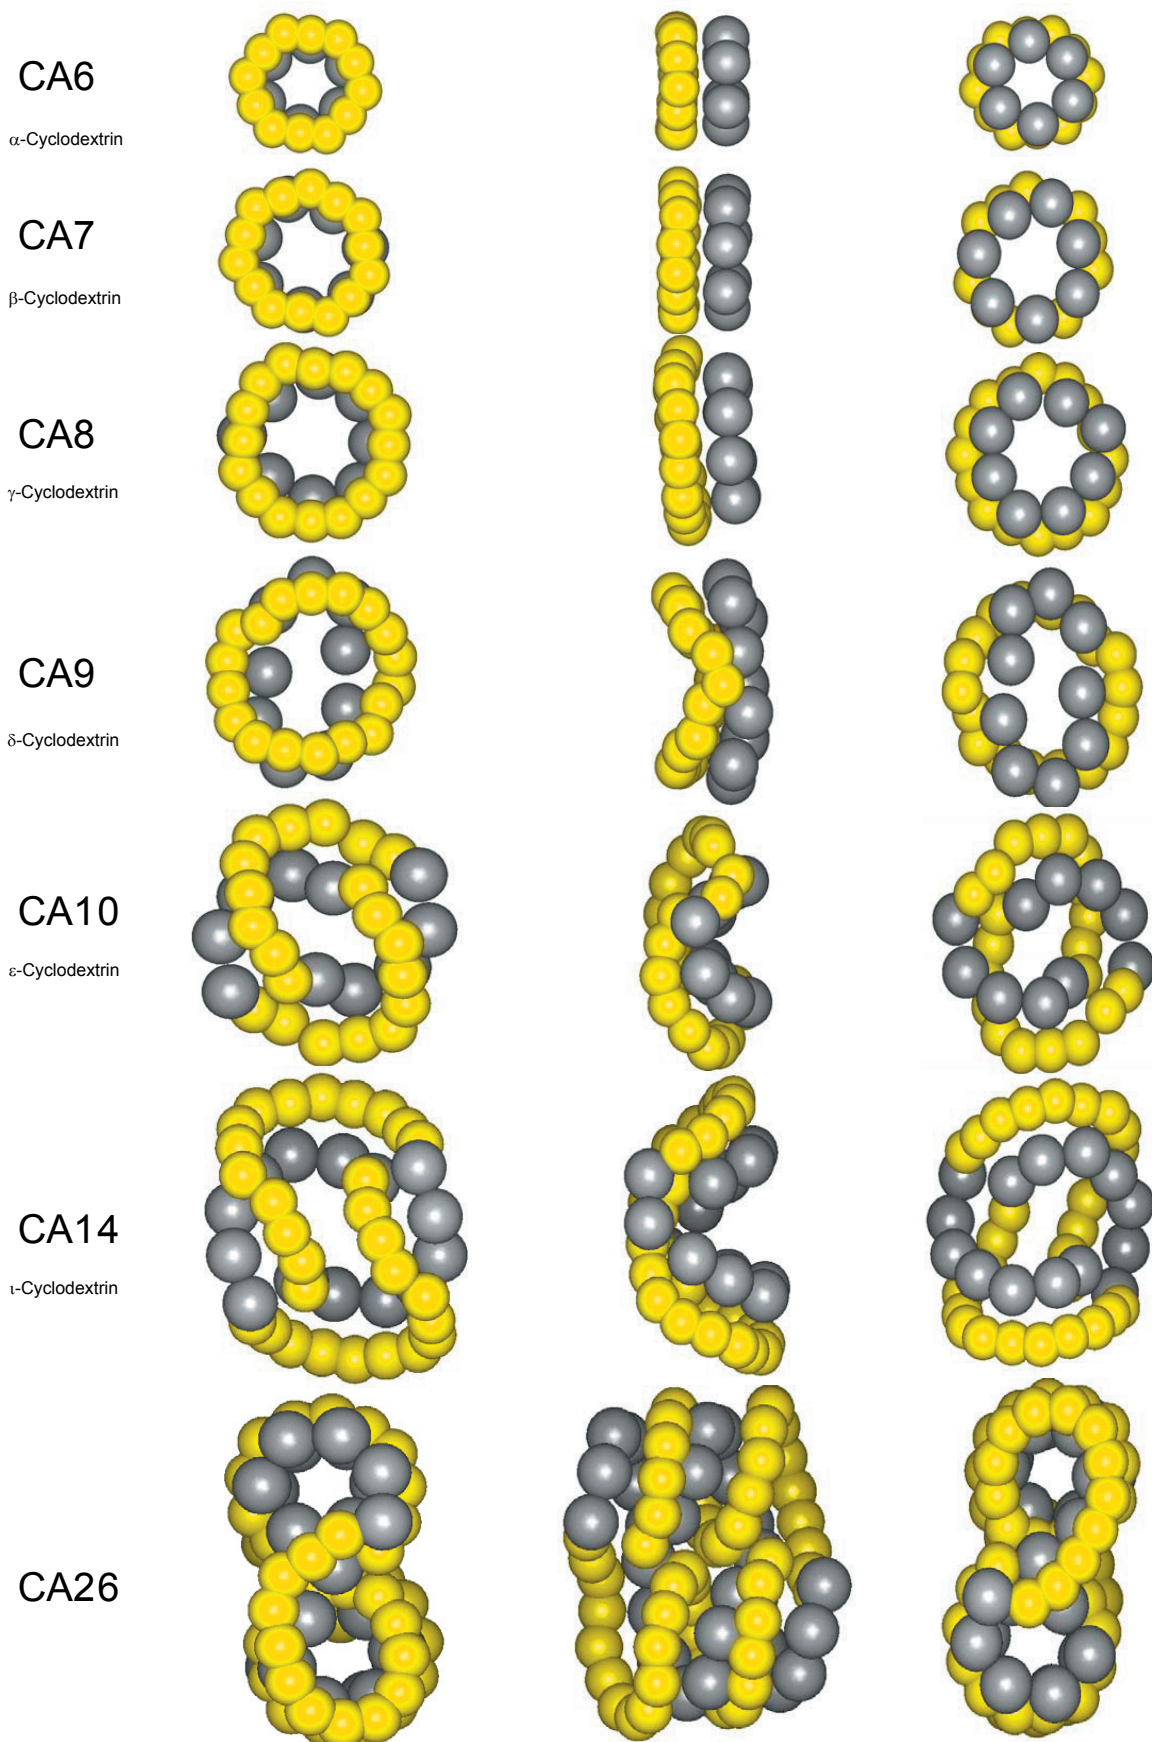 CA6
α-Cyclodextrin
CA7
β-Cyclodextrin
CA8
γ-Cyclodextrin
CA9
δ-Cyclodextrin
CA10
ε-Cyclodextrin
CA14
ι-Cyclodextrin
CA26